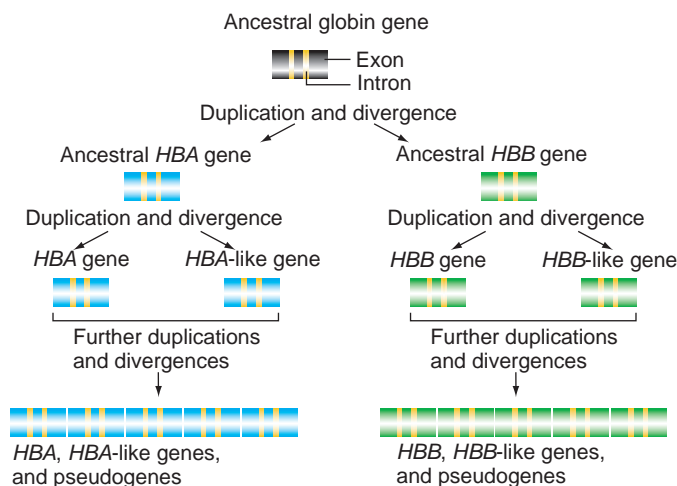 Ancestral globin gene
Exon
Intron
Duplication and divergence
Ancestral HBA gene
Ancestral HBB gene
Duplication and divergence
Duplication and divergence
HBA gene
HBA-like gene
HBB gene
HBB-like gene
Further duplications
and divergences
Further duplications
and divergences
HBA, HBA-like genes,
and pseudogenes
HBB, HBB-like genes,
and pseudogenes